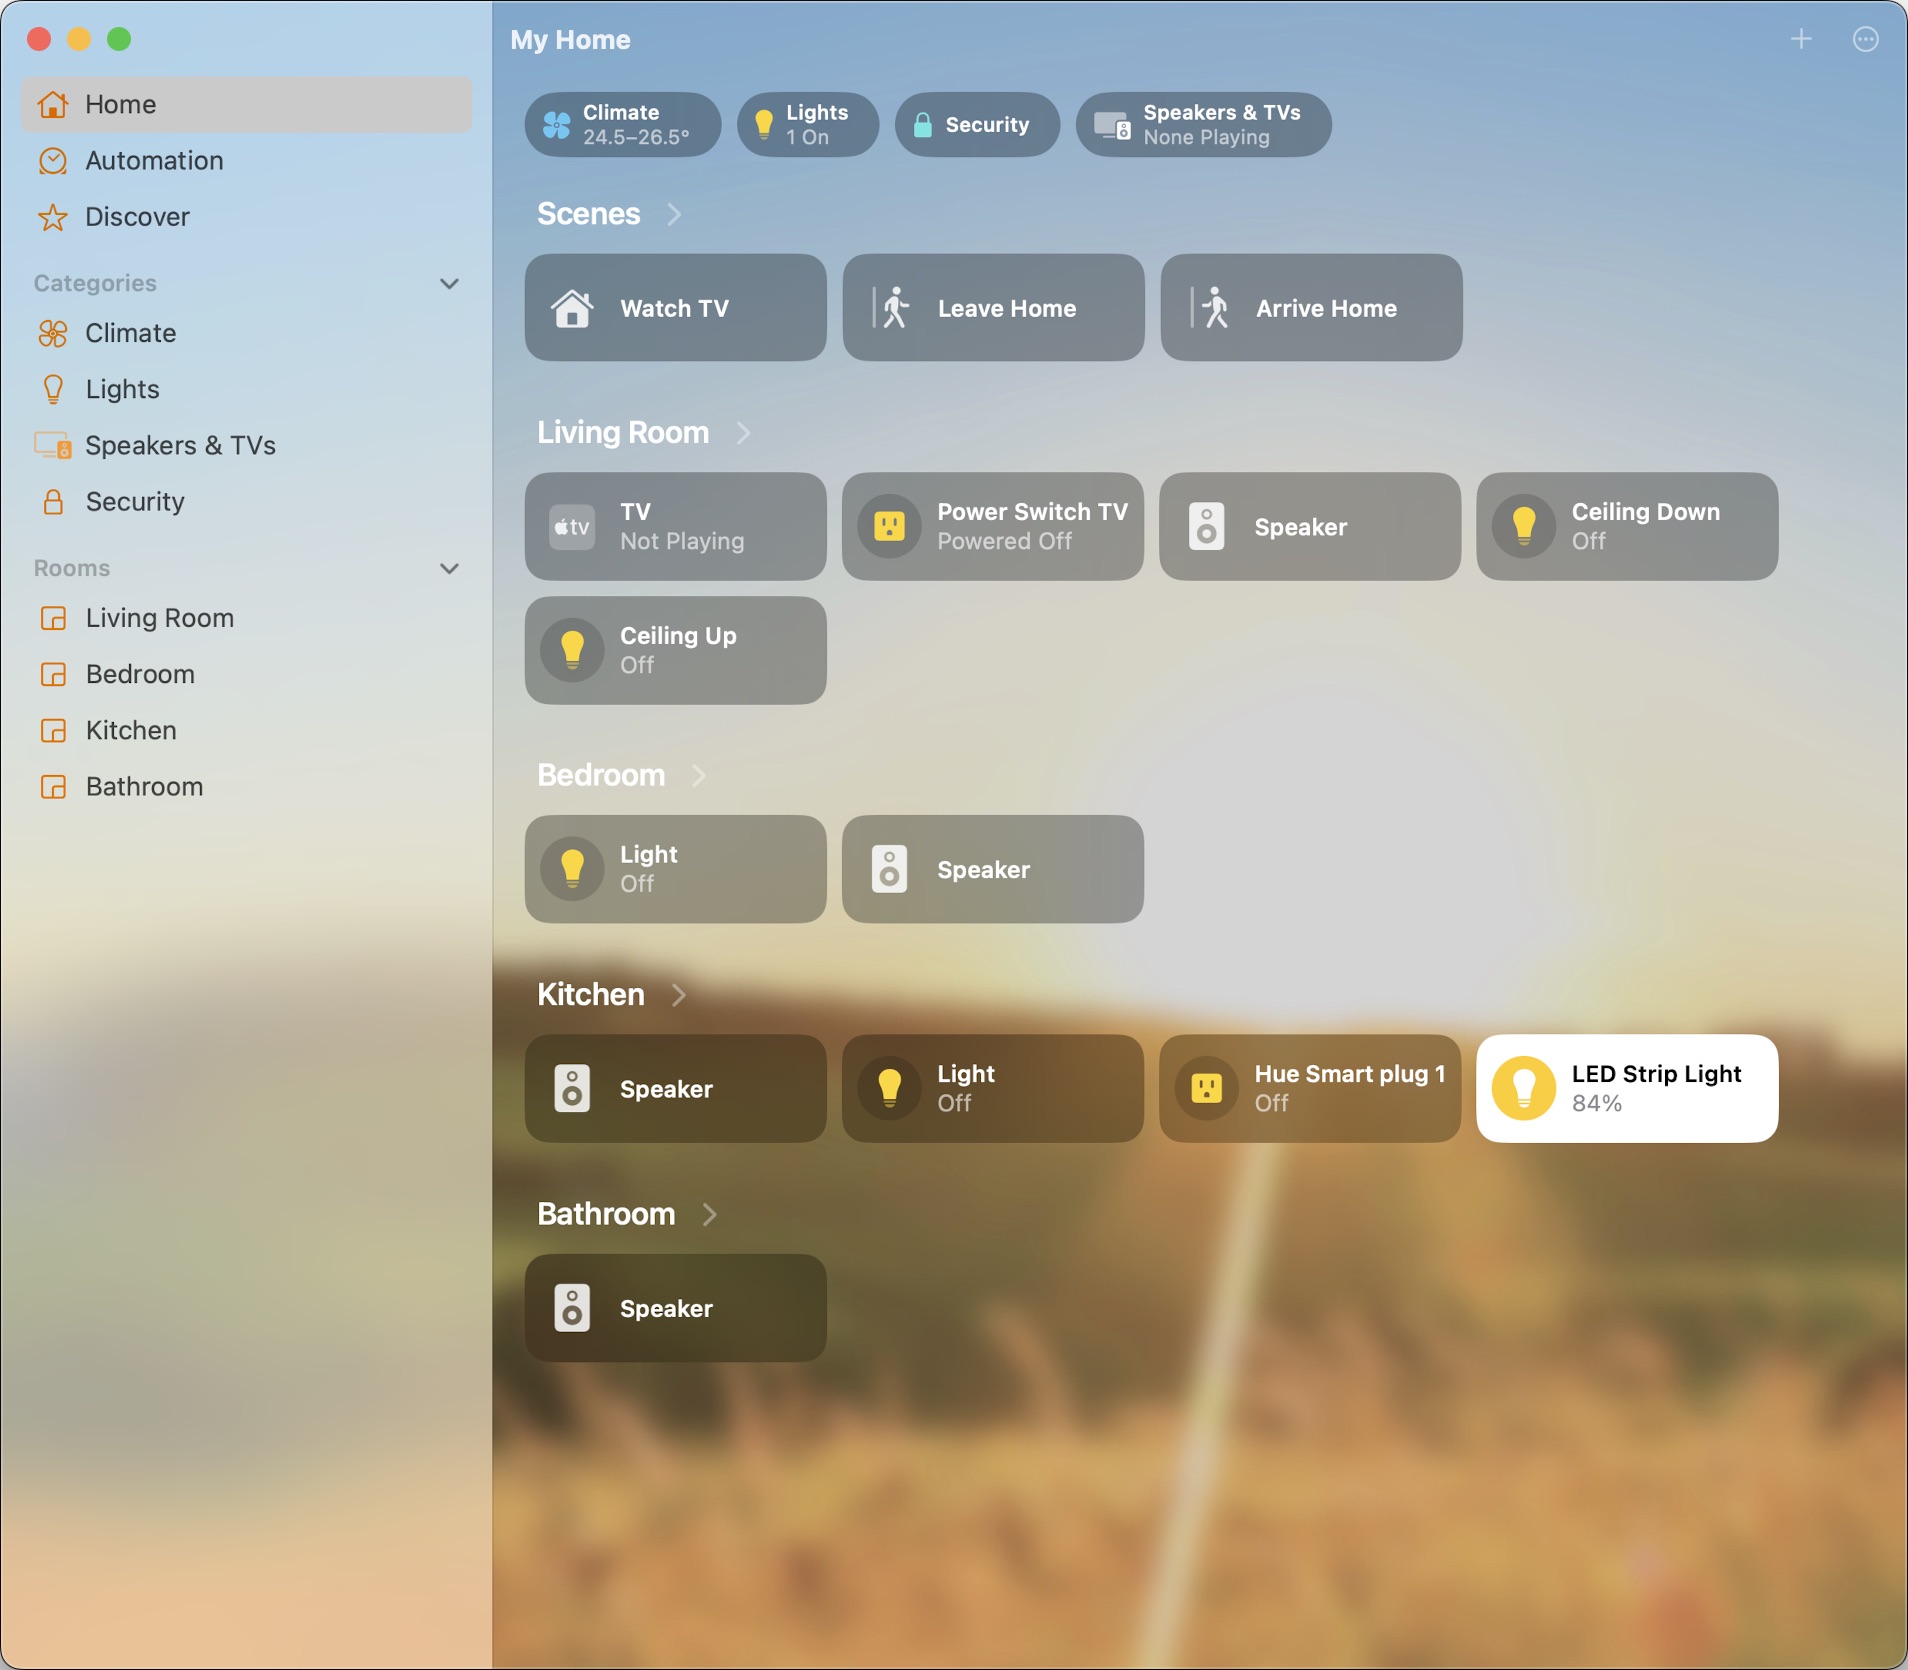 My Home
Home
Automation
Discover
Categories
Climate
Lights
Speakers & TVs
Security
Rooms
Living Room
Bedroom
Kitchen
Bathroom
Climate
24.5–26.5°
Lights
1 On
Security
Speakers & TVs
None Playing
Scenes
Watch TV
Leave Home
Arrive Home
Living Room
tv
TV
Not Playing
Power Switch TV
Powered Off
Speaker
Ceiling Down
Off
Ceiling Up
Off
Bedroom
Light
Off
Speaker
Kitchen
Speaker
Light
Off
Hue Smart plug 1
Off
LED Strip Light
84%
Bathroom
Speaker